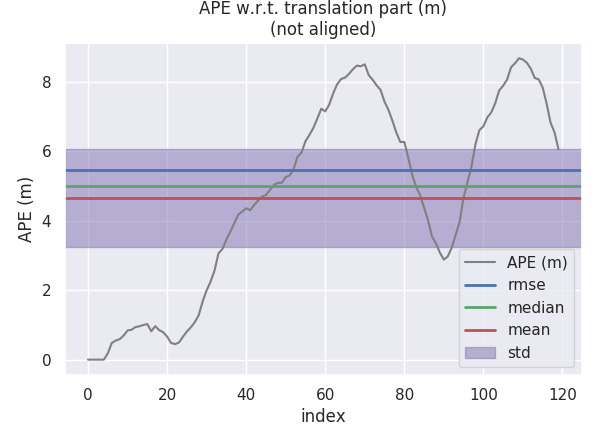 APE w.r.t. translation part (m)
(not aligned)
APE (m)
8
6
4
2
0
0 20 40 60 80 100 120
index
APE (m)
rmse
median
mean
std